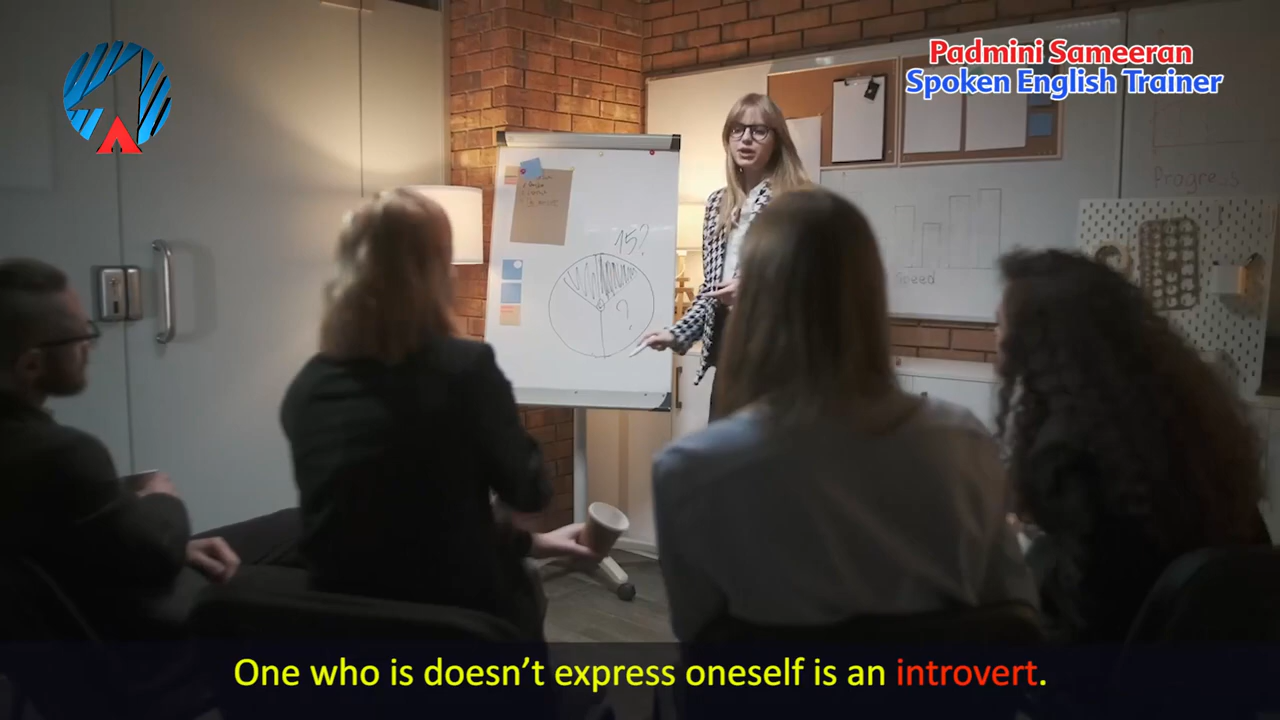 Padmini Sameeran
Spoken English Trainer
Progress
15?
?
Speed
One who is doesn't express oneself is an introvert.